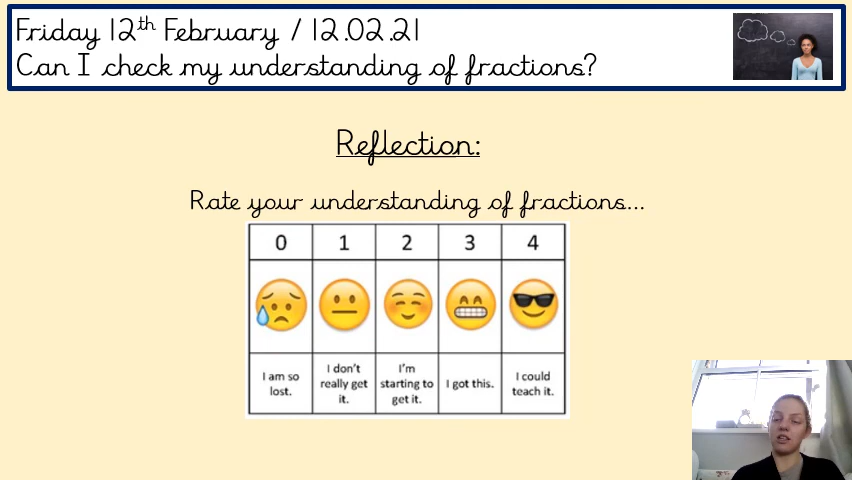 Friday 12th February / 12.02.21
Can I check my understanding of fractions?
Reflection:
Rate your understanding of fractions...
0 1 2 3 4
I am so lost.
I don't really get it.
I'm starting to get it.
I got this.
I could teach it.